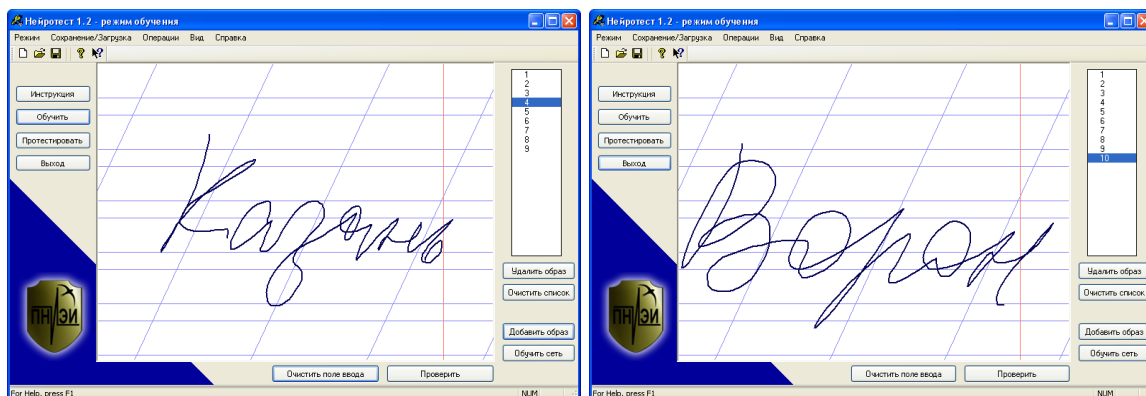 Нейротест 1.2 - режим обучения
Режим Сохранение/Загрузка Операции Вид Справка
Инструкция
Обучить
Протестировать
Выход
Казань
1
2
3
4
5
6
7
8
9
Удалить образ
Очистить список
Добавить образ
Обучить сеть
ПНИЭИ
Очистить поле ввода Проверить
For Help, press F1 NUM
Нейротест 1.2 - режим обучения
Режим Сохранение/Загрузка Операции Вид Справка
Инструкция
Обучить
Протестировать
Выход
1
2
3
4
5
6
7
8
9
10
Удалить образ
Очистить список
Добавить образ
Обучить сеть
ПНИЭИ
Очистить поле ввода Проверить
For Help, press F1 NUM